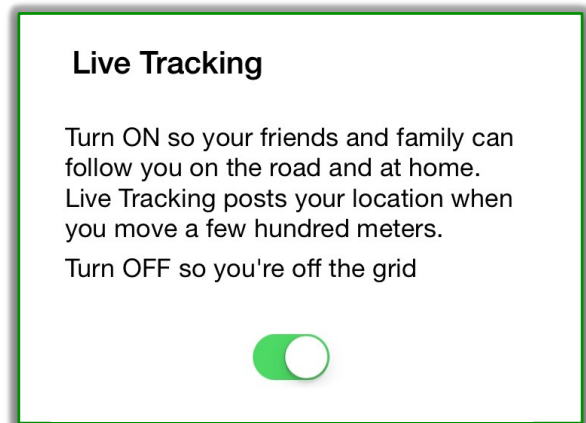 Live Tracking
Turn ON so your friends and family can
follow you on the road and at home.
Live Tracking posts your location when
you move a few hundred meters.
Turn OFF so you're off the grid